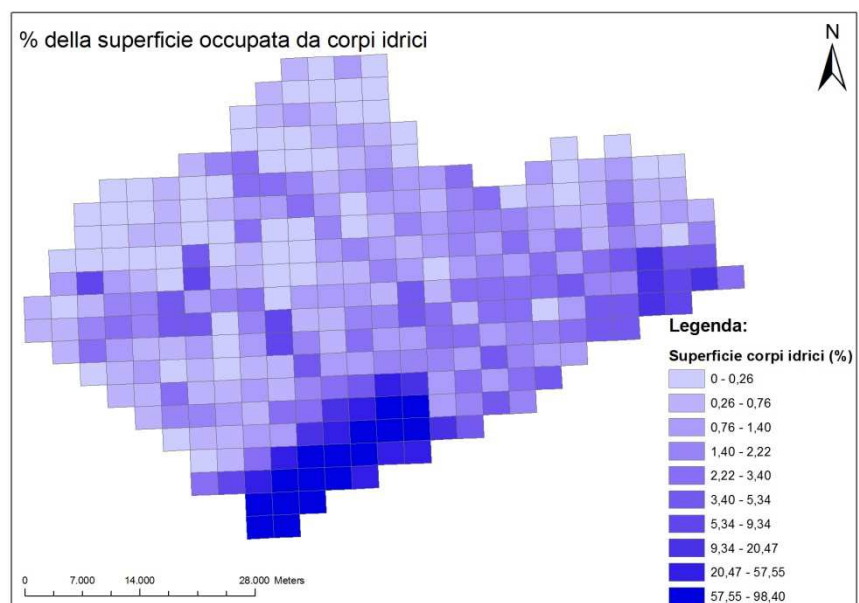 % della superficie occupata da corpi idrici
N
Legenda:
Superficie corpi idrici (%)
0 - 0,26
0,26 - 0,76
0,76 - 1,40
1,40 - 2,22
2,22 - 3,40
3,40 - 5,34
5,34 - 9,34
9,34 - 20,47
20,47 - 57,55
57,55 - 98,40
0 7.000 14.000 28.000 Meters